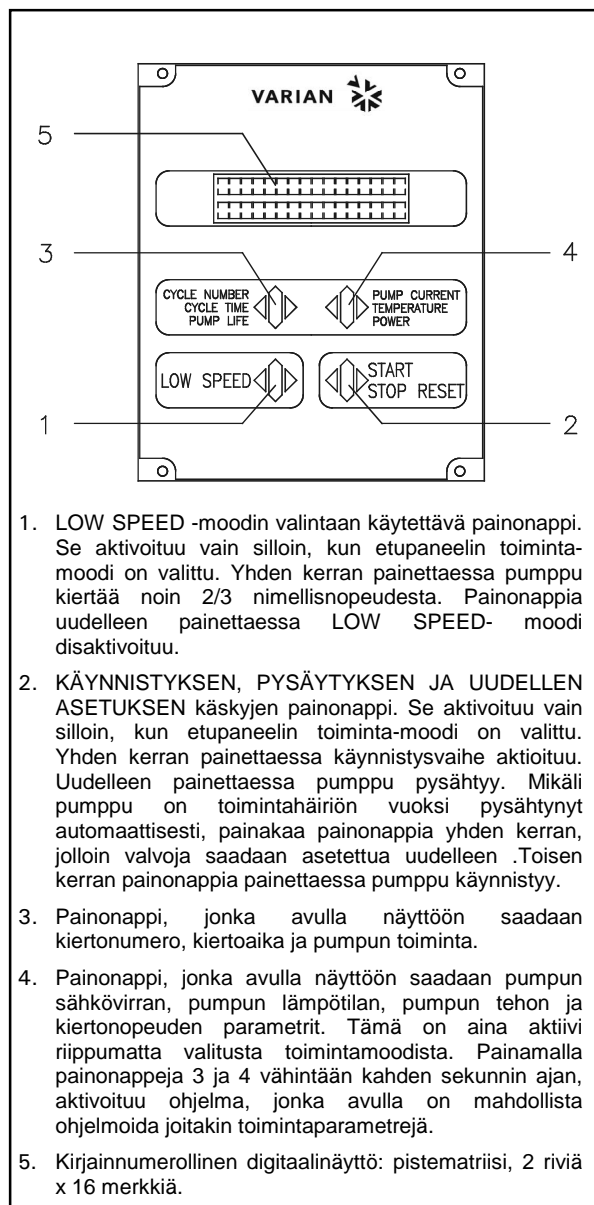 VARIAN
5
3
4
CYCLE NUMBER
CYCLE TIME
PUMP LIFE
PUMP CURRENT
TEMPERATURE
POWER
LOW SPEED
START
STOP RESET
1
2
1. LOW SPEED -moodin valintaan käytettävä painonappi.
Se aktivoituu vain silloin, kun etupaneelin toiminta-
moodi on valittu. Yhden kerran painettaessa pumppu
kiertää noin 2/3 nimellisnopeudesta. Painonappia
uudelleen painettaessa LOW SPEED- moodi
disaktivoituu.
2. KÄYNNISTYKSEN, PYSÄYTYKSEN JA UUDELLEN
ASETUKSEN käskyjen painonappi. Se aktivoituu vain
silloin, kun etupaneelin toiminta-moodi on valittu.
Yhden kerran painettaessa käynnistysvaihe aktioituu.
Uudelleen painettaessa pumppu pysähtyy. Mikäli
pumppu on toimintahäiriön vuoksi pysähtynyt
automaattisesti, painakaa painonappia yhden kerran,
jolloin valvoja saadaan asetettua uudelleen .Toisen
kerran painonappia painettaessa pumppu käynnistyy.
3. Painonappi, jonka avulla näyttöön saadaan
kiertonumero, kiertoaika ja pumpun toiminta.
4. Painonappi, jonka avulla näyttöön saadaan pumpun
sähkövirran, pumpun lämpötilan, pumpun tehon ja
kiertonopeuden parametrit. Tämä on aina aktiivi
riippumatta valitusta toimintamoodista. Painamalla
painonappeja 3 ja 4 vähintään kahden sekunnin ajan,
aktivoituu ohjelma, jonka avulla on mahdollista
ohjelmoida joitakin toimintaparametrejä.
5. Kirjainnumerollinen digitaalinäyttö: pistematriisi, 2 riviä
x 16 merkkiä.